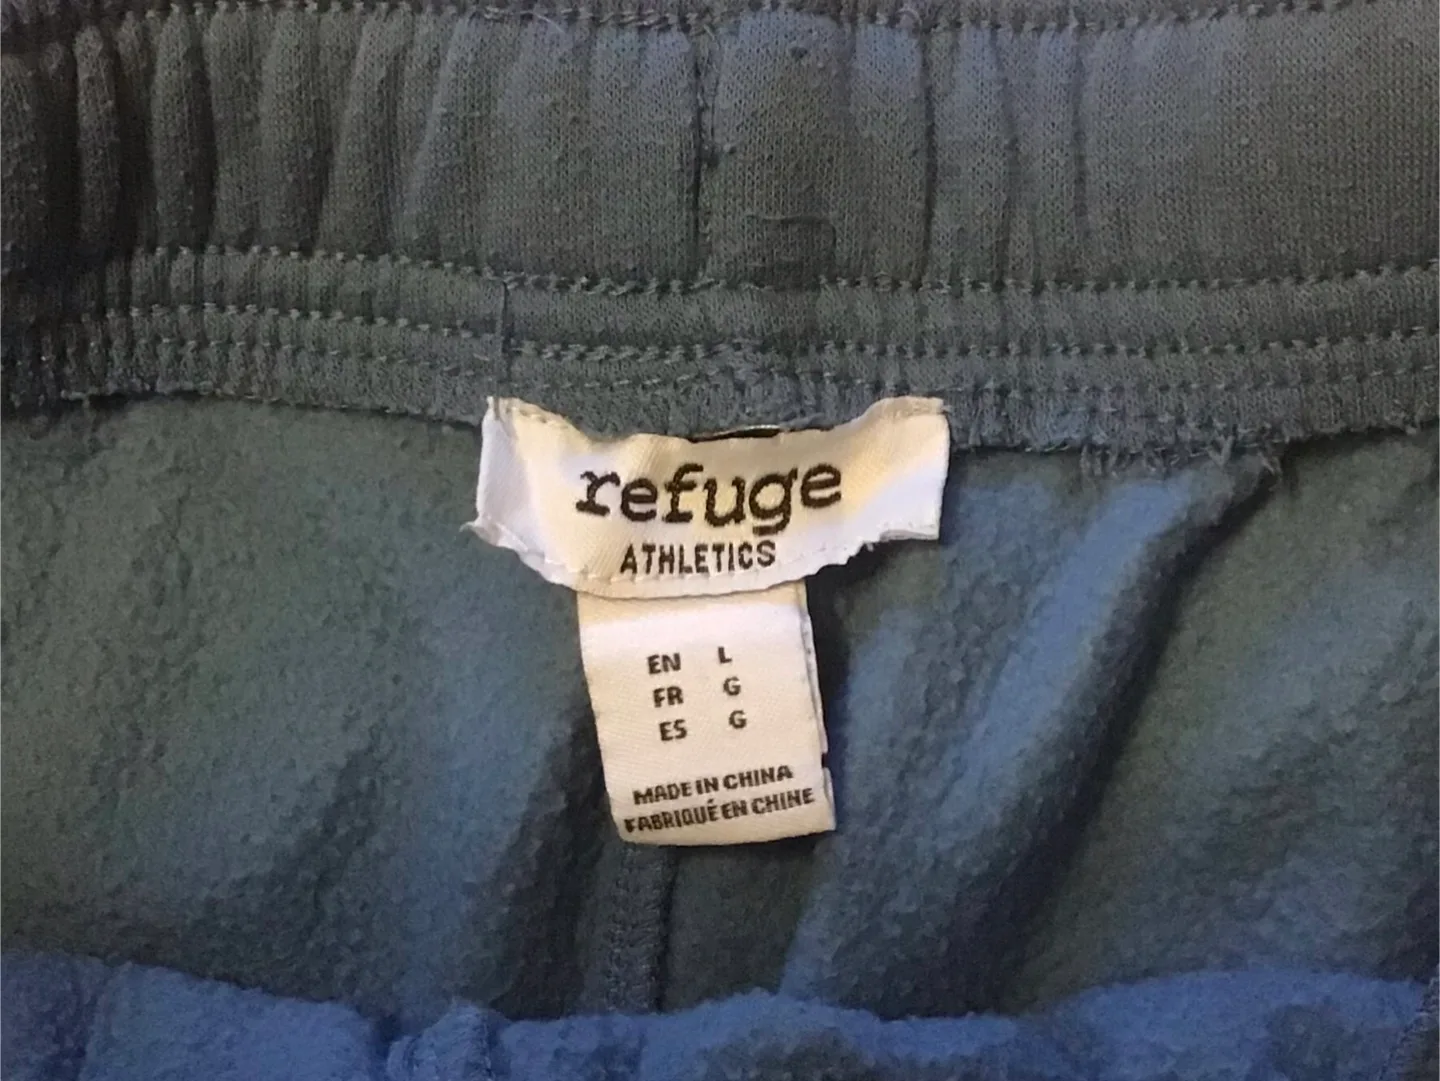 refuge
ATHLETICS
EN L
FR G
ES G
MADE IN CHINA
FABRIQUÉ EN CHINE